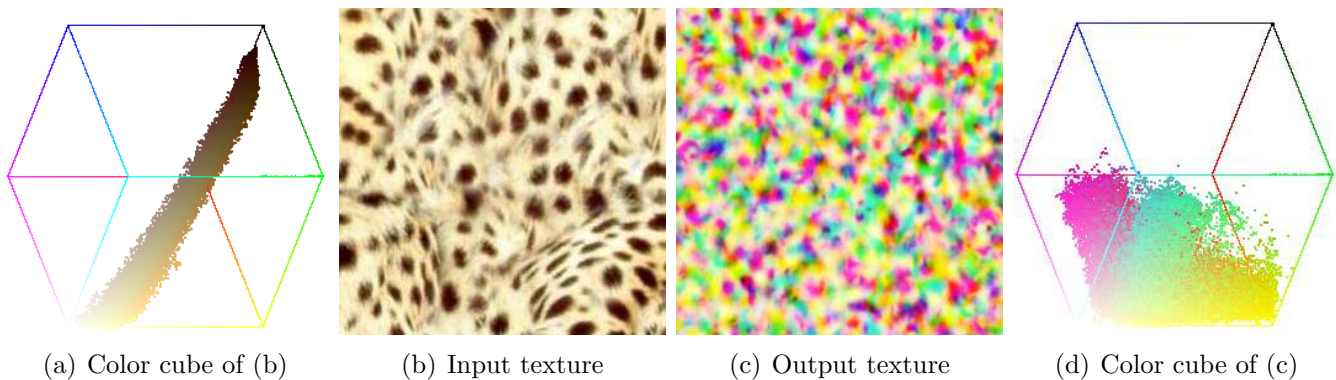 (a) Color cube of (b)
(b) Input texture
(c) Output texture
(d) Color cube of (c)